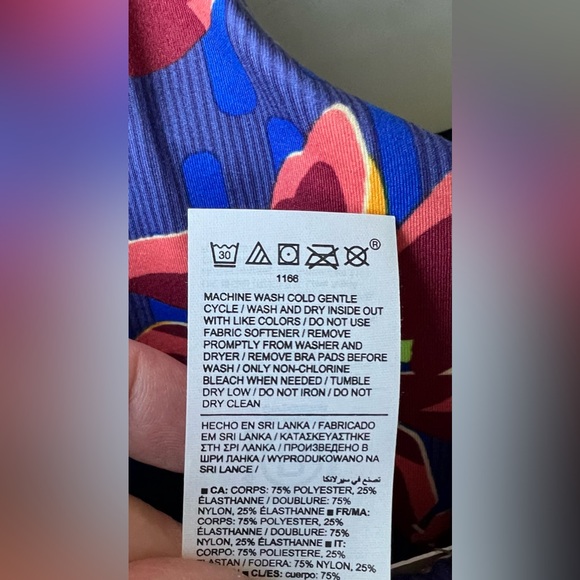 30
®
1166
MACHINE WASH COLD GENTLE
CYCLE / WASH AND DRY INSIDE OUT
WITH LIKE COLORS / DO NOT USE
FABRIC SOFTENER / REMOVE
PROMPTLY FROM WASHER AND
DRYER / REMOVE BRA PADS BEFORE
WASH / ONLY NON-CHLORINE
BLEACH WHEN NEEDED / TUMBLE
DRY LOW / DO NOT IRON / DO NOT
DRY CLEAN
HECHO EN SRI LANKA / FABRICADO
EM SRI LANKA / ΚΑΤΑΣΚΕΥΑΣΤΗΚΕ
ΣΤΗ ΣΡΙ ΛΑΝΚΑ / ПРОИЗВЕДЕНО В
ШРИ ЛАНКА / WYPRODUKOWANO NA
SRI LANCE /
صنع في سيرلانكا
■ CA: CORPS: 75% POLYESTER, 25%
ÉLASTHANNE / DOUBLURE: 75%
NYLON, 25% ÉLASTHANNE ■ FR/MA:
CORPS: 75% POLYESTER, 25%
ÉLASTHANNE / DOUBLURE: 75%
NYLON, 25% ÉLASTHANNE ■ IT:
CORPO: 75% POLIESTERE, 25%
ELASTAN / FODERA: 75% NYLON, 25%
■ CL/ES: cuerpo: 75%